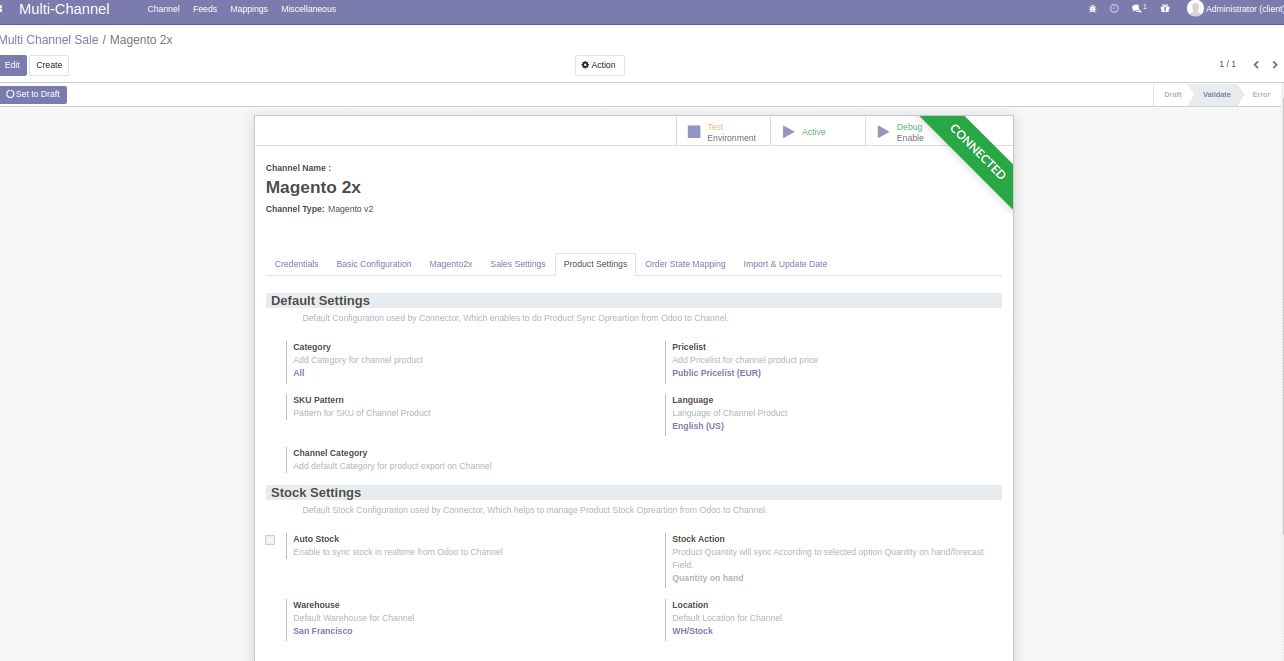 Multi-Channel Channel Feeds Mappings Miscellaneous 1 Administrator (client)
Multi Channel Sale / Magento 2x
Edit Create Action 1 / 1
Set to Draft Draft Validate Error
Test
Environment
Active
Debug
Enable
CONNECTED
Channel Name :
Magento 2x
Channel Type: Magento v2
Credentials Basic Configuration Magento2x Sales Settings Product Settings Order State Mapping Import & Update Date
Default Settings
Default Configuration used by Connector, Which enables to do Product Sync Opreartion from Odoo to Channel.
Category
Add Category for channel product
All
Pricelist
Add Pricelist for channel product price
Public Pricelist (EUR)
SKU Pattern
Pattern for SKU of Channel Product
Language
Language of Channel Product
English (US)
Channel Category
Add default Category for product export on Channel
Stock Settings
Default Stock Configuration used by Connector, Which helps to manage Product Stock Opreartion from Odoo to Channel.
Auto Stock
Enable to sync stock in realtime from Odoo to Channel
Stock Action
Product Quantity will sync According to selected option Quantity on hand/forecast
Field.
Quantity on hand
Warehouse
Default Warehouse for Channel
San Francisco
Location
Default Location for Channel
WH/Stock